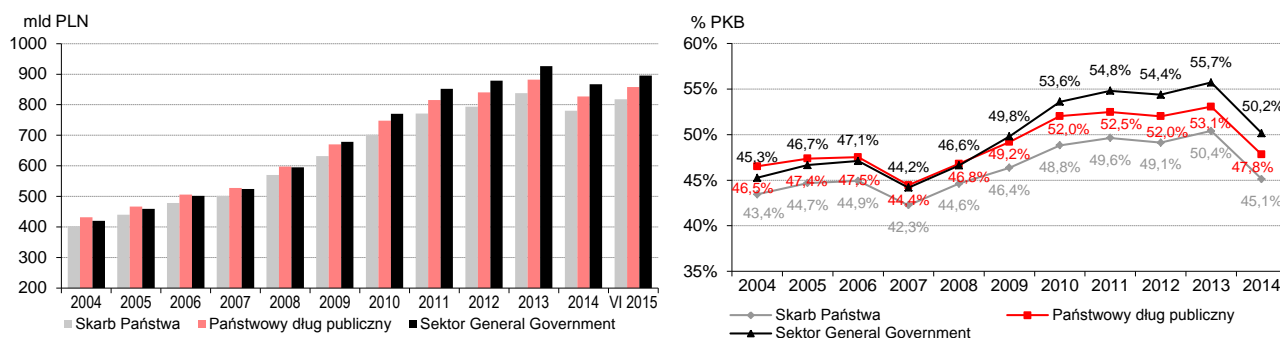 mld PLN
1000
900
800
700
600
500
400
300
200
2004 2005 2006 2007 2008 2009 2010 2011 2012 2013 2014 VI 2015
Skarb Państwa Państwowy dług publiczny Sektor General Government
% PKB
60%
55%
50%
45%
40%
35%
45,3% 46,7% 47,1% 44,2% 46,6% 49,8% 53,6% 54,8% 54,4% 55,7% 50,2%
46,5% 47,4% 47,5% 44,4% 46,8% 49,2% 52,0% 52,5% 52,0% 53,1% 47,8%
43,4% 44,7% 44,9% 42,3% 44,6% 46,4% 48,8% 49,6% 49,1% 50,4% 45,1%
2004 2005 2006 2007 2008 2009 2010 2011 2012 2013 2014
Skarb Państwa Państwowy dług publiczny
Sektor General Government